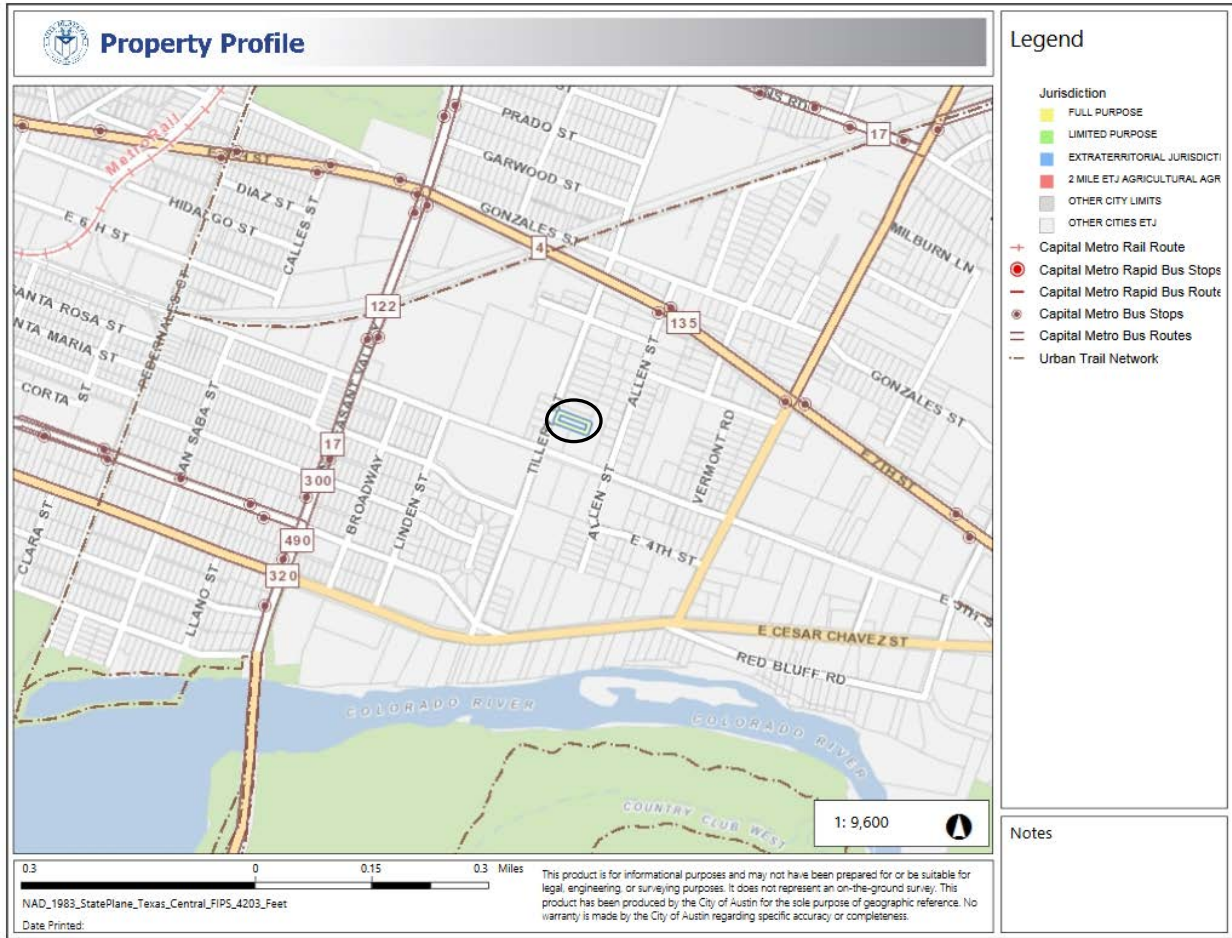 Property Profile
Legend
Jurisdiction
FULL PURPOSE
LIMITED PURPOSE
EXTRATERRITORIAL JURISDICTI
2 MILE ETJ AGRICULTURAL AGR
OTHER CITY LIMITS
OTHER CITIES ETJ
Capital Metro Rail Route
Capital Metro Rapid Bus Stops
Capital Metro Rapid Bus Route
Capital Metro Bus Stops
Capital Metro Bus Routes
Urban Trail Network
PRADO ST
NS RD
17
MetroRail
GARWOOD ST
DIAZ ST
HIDALGO ST
CALLES ST
GONZALES ST
MILBURN LN
4
E 6 H ST
122
135
ANTA ROSA ST
PEDERNALES ST
NTA MARIA ST
ASANT VALLEY
ALLEN ST
GONZALES ST
CORTA
ST
AN SABA ST
TILLER
T
VERMONT RD
17
BROADWAY
LINDEN ST
E 7TH ST
300
ALLEN ST
CLARA ST
490
E 4TH ST
320
LLANO ST
E 5TH S
E CESAR CHAVEZ ST
RED BLUFF RD
COLORADO RIVER
COLORADO RIVER
COUNTRY CLUB WEST
1: 9,600
Notes
0.3
0
0.15
0.3 Miles
NAD_1983_StatePlane_Texas_Central_FIPS_4203_Feet
Date Printed:
This product is for informational purposes and may not have been prepared for or be suitable for
legal, engineering, or surveying purposes. It does not represent an on-the-ground survey. This
product has been produced by the City of Austin for the sole purpose of geographic reference. No
warranty is made by the City of Austin regarding specific accuracy or completeness.